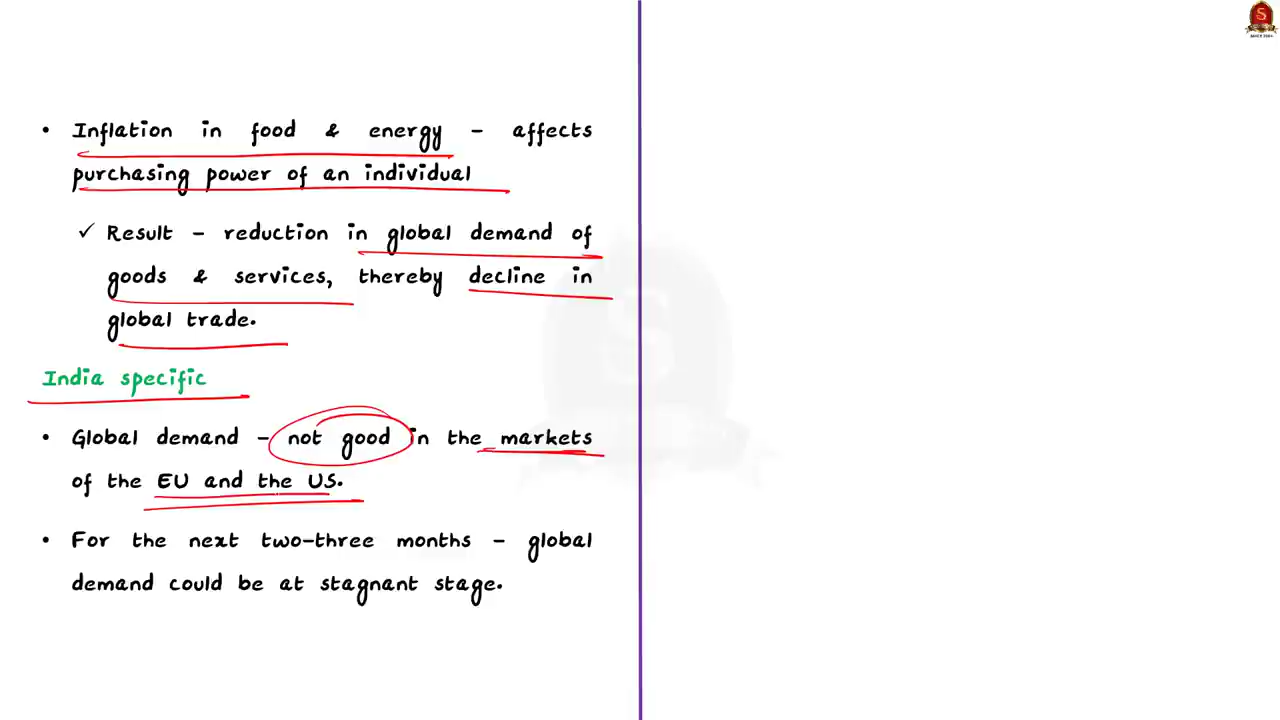 • Inflation in food & energy - affects
purchasing power of an individual
✓ Result - reduction in global demand of
goods & services, thereby decline in
global trade.
India specific
• Global demand - not good in the markets
of the EU and the US.
• For the next two-three months - global
demand could be at stagnant stage.
S